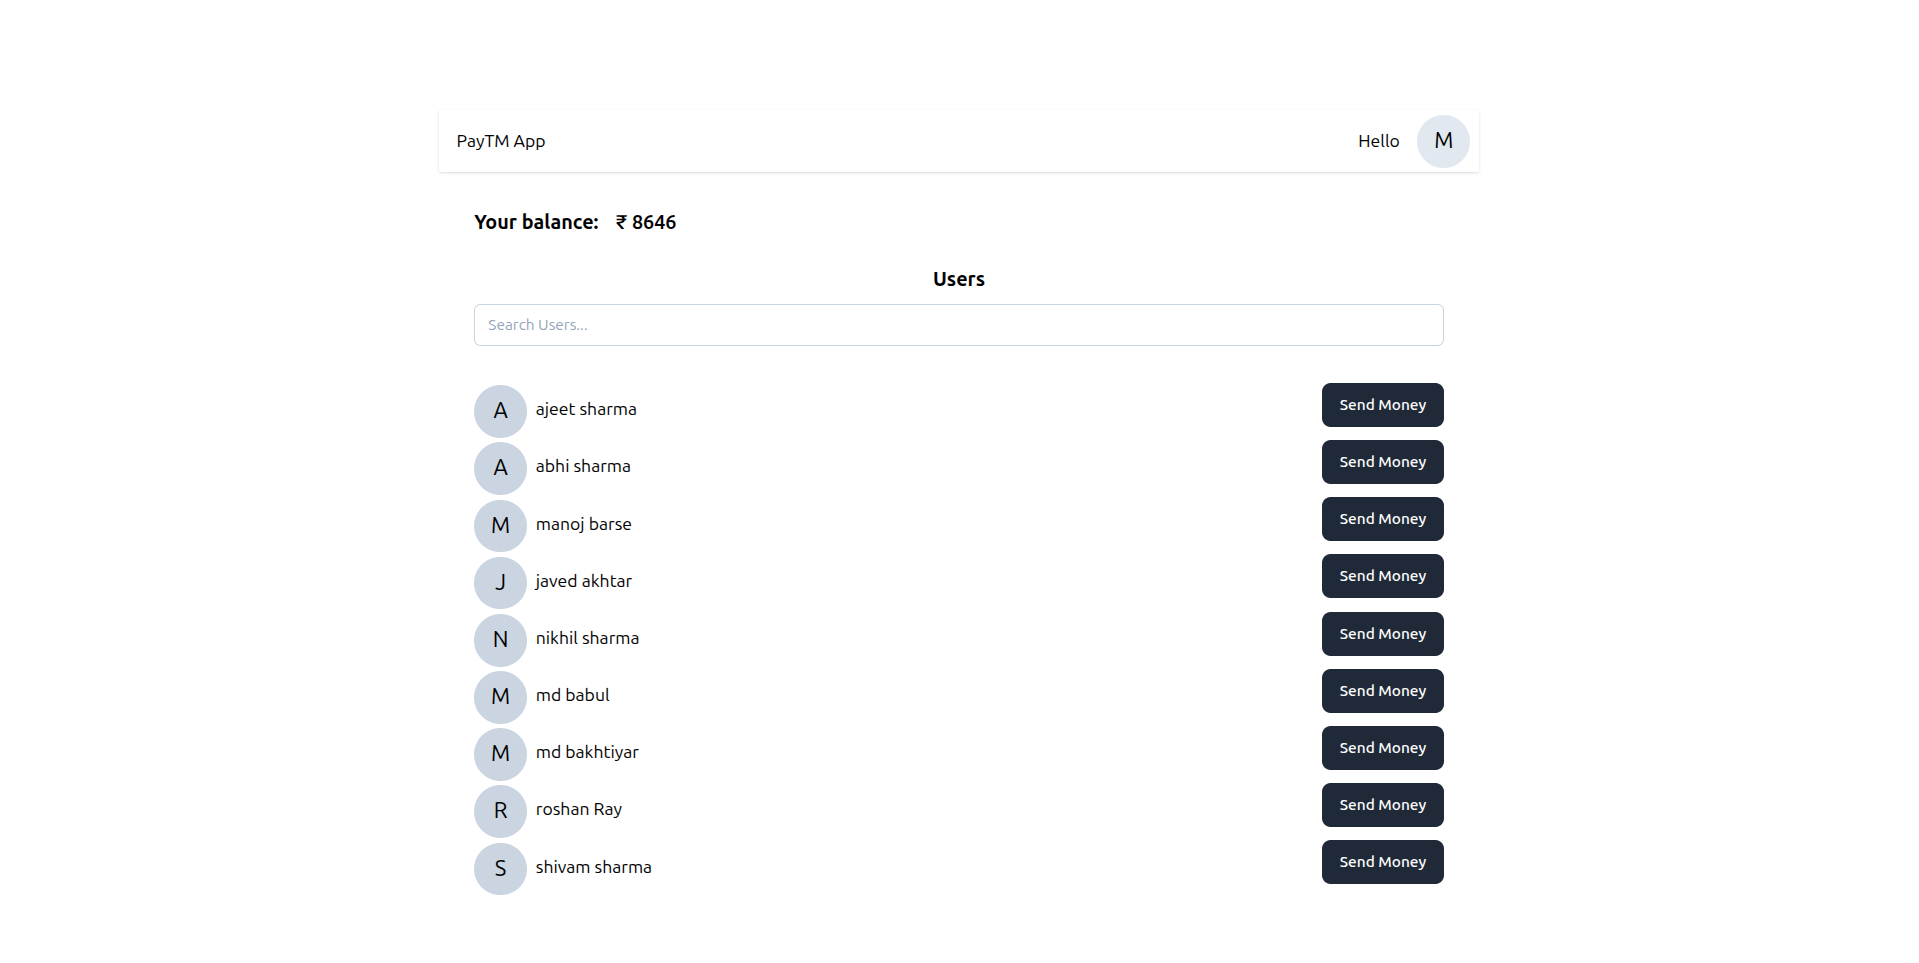 PayTM App Hello M
Your balance: ₹ 8646
Users
Search Users...
A ajeet sharma Send Money
A abhi sharma Send Money
M manoj barse Send Money
J javed akhtar Send Money
N nikhil sharma Send Money
M md babul Send Money
M md bakhtiyar Send Money
R roshan Ray Send Money
S shivam sharma Send Money